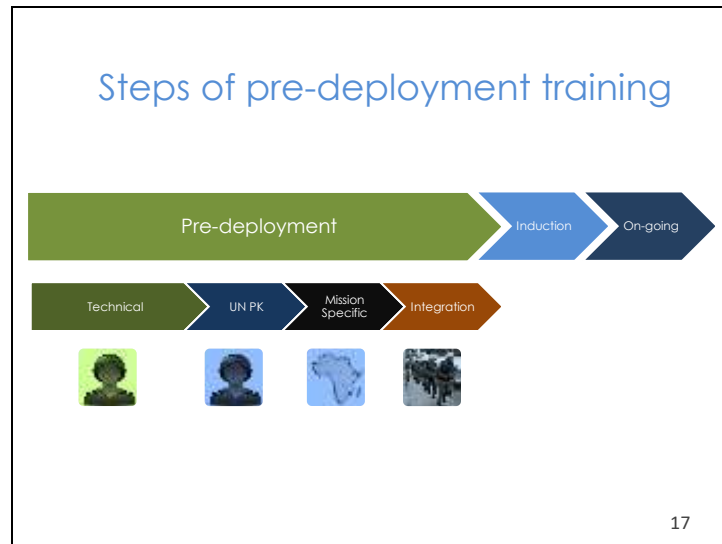 Steps of pre-deployment training
Pre-deployment
Induction
On-going
Technical
UN PK
Mission
Specific
Integration
17